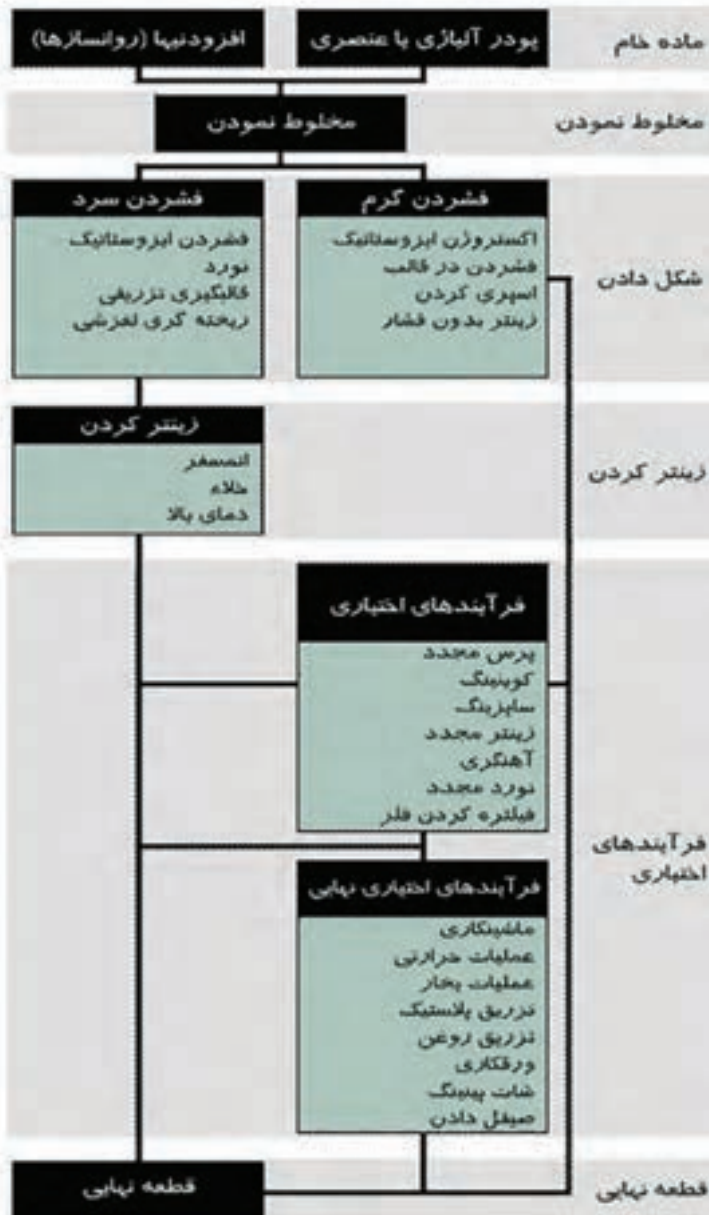 ماده خام
پودر آلیاژی یا عنصری
افزودنیها (روانسازها)
مخلوط نمودن
مخلوط نمودن
شکل دادن
فشردن گرم
اکستروژن ایزوستاتیک
فشردن در قالب
اسپری کردن
زینتر بدون فشار
فشردن سرد
فشردن ایزوستاتیک
نورد
قالبگیری تزریقی
ریخته گری لغزشی
زینتر کردن
زینتر کردن
اتمسفر
خلاء
دمای بالا
فرآیندهای
اختیاری
فرآیندهای اختیاری
پرس مجدد
کوینینگ
سایزینگ
زینتر مجدد
آهنگری
نورد مجدد
فیلتره کردن فلز
فرآیندهای اختیاری نهایی
ماشینکاری
عملیات حرارتی
عملیات بخار
تزریق پلاستیک
تزریق روغن
ورقکاری
شات پینینگ
صیقل دادن
قطعه نهایی
قطعه نهایی